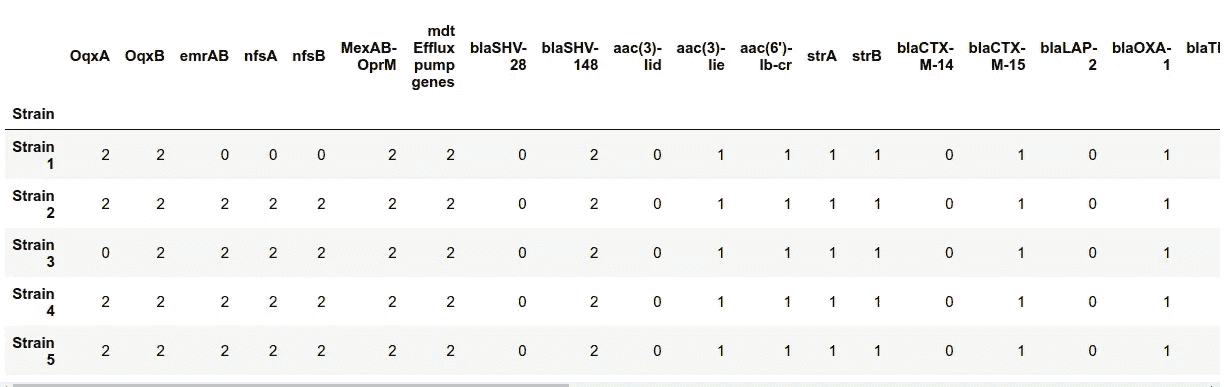 OqxA OqxB emrAB nfsA nfsB MexAB-OprM mdt Efflux pump genes blaSHV-28 blaSHV-148 aac(3)-Iid aac(3)-Iie aac(6')-Ib-cr strA strB blaCTX-M-14 blaCTX-M-15 blaLAP-2 blaOXA-1
Strain
Strain 1 2 2 0 0 0 2 2 0 2 0 1 1 1 1 0 1 0 1
Strain 2 2 2 2 2 2 2 2 0 2 0 1 1 1 1 0 1 0 1
Strain 3 0 2 2 2 2 2 2 0 2 0 1 1 1 1 0 1 0 1
Strain 4 2 2 2 2 2 2 2 0 2 0 1 1 1 1 0 1 0 1
Strain 5 2 2 2 2 2 2 2 0 2 0 1 1 1 1 0 1 0 1